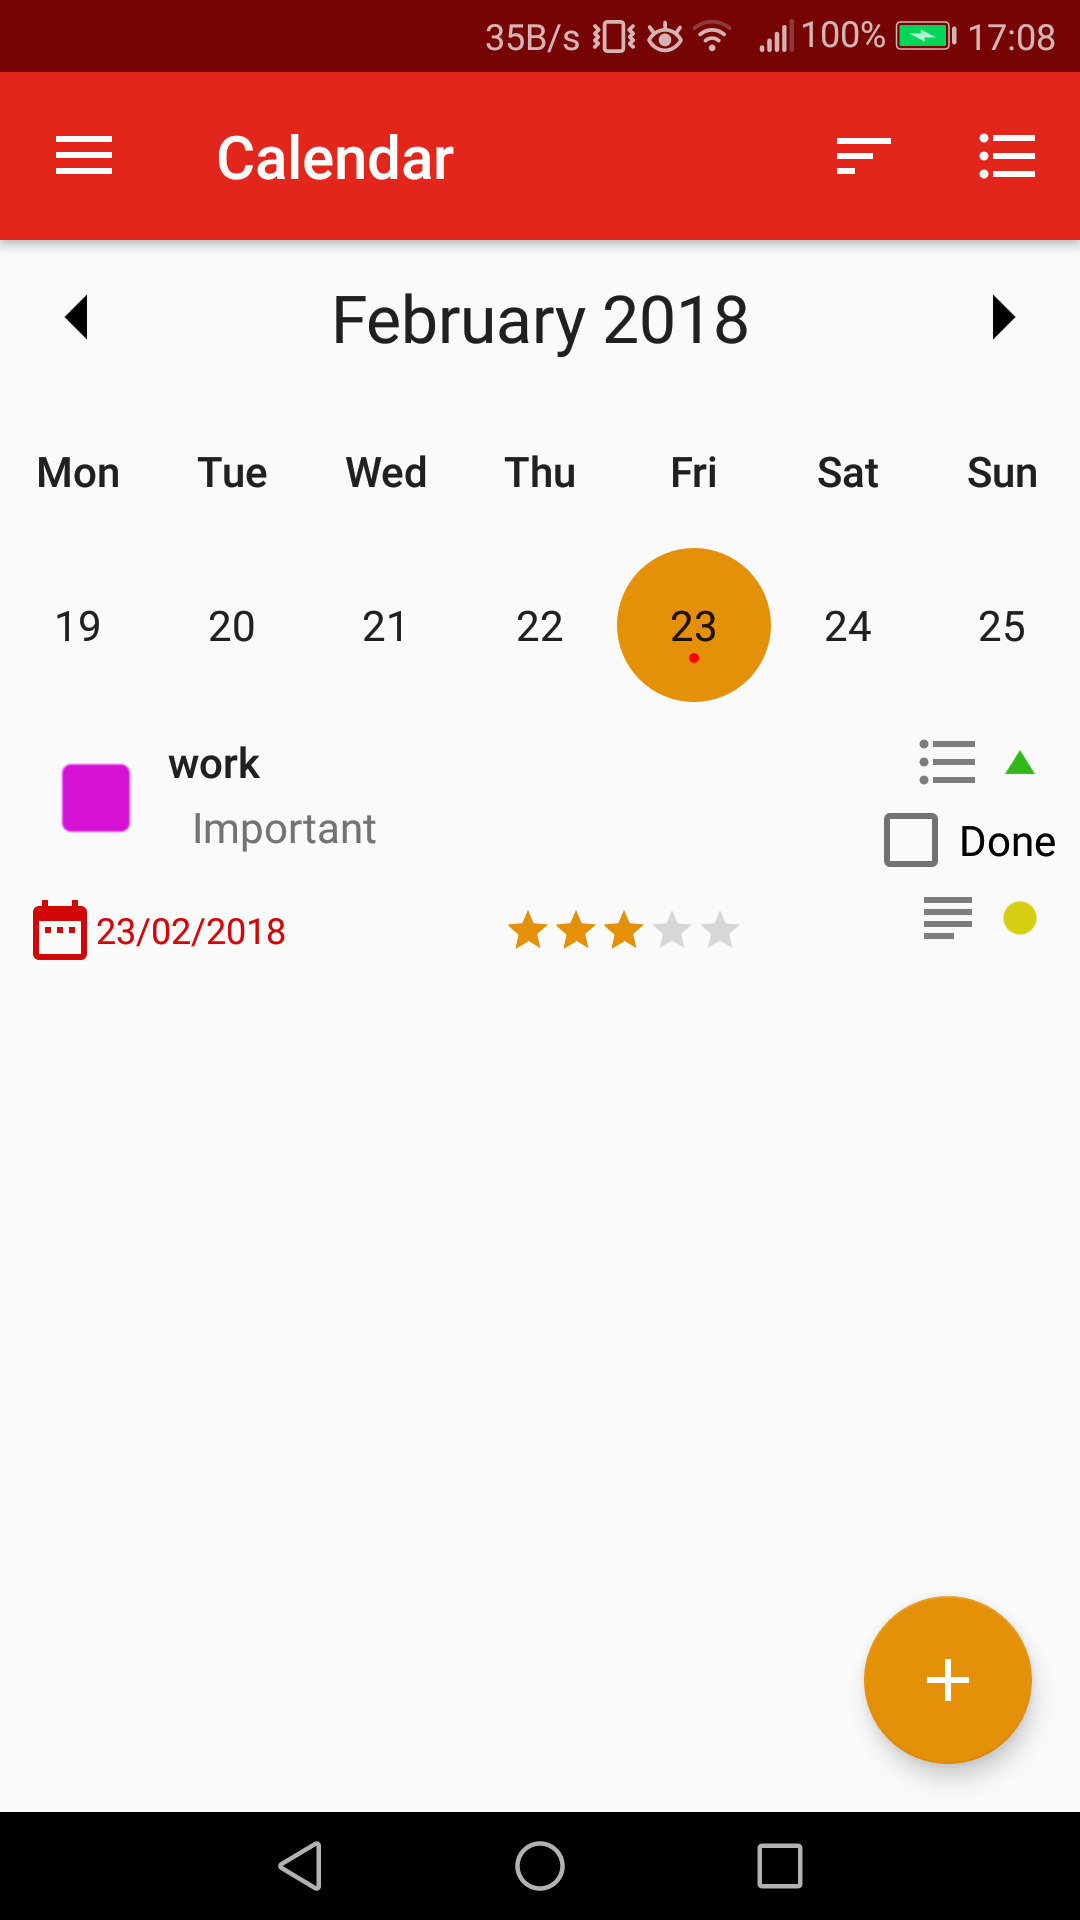 35B/s 100% 17:08
Calendar
February 2018
Mon Tue Wed Thu Fri Sat Sun
19 20 21 22 23 24 25
work
Important
Done
23/02/2018